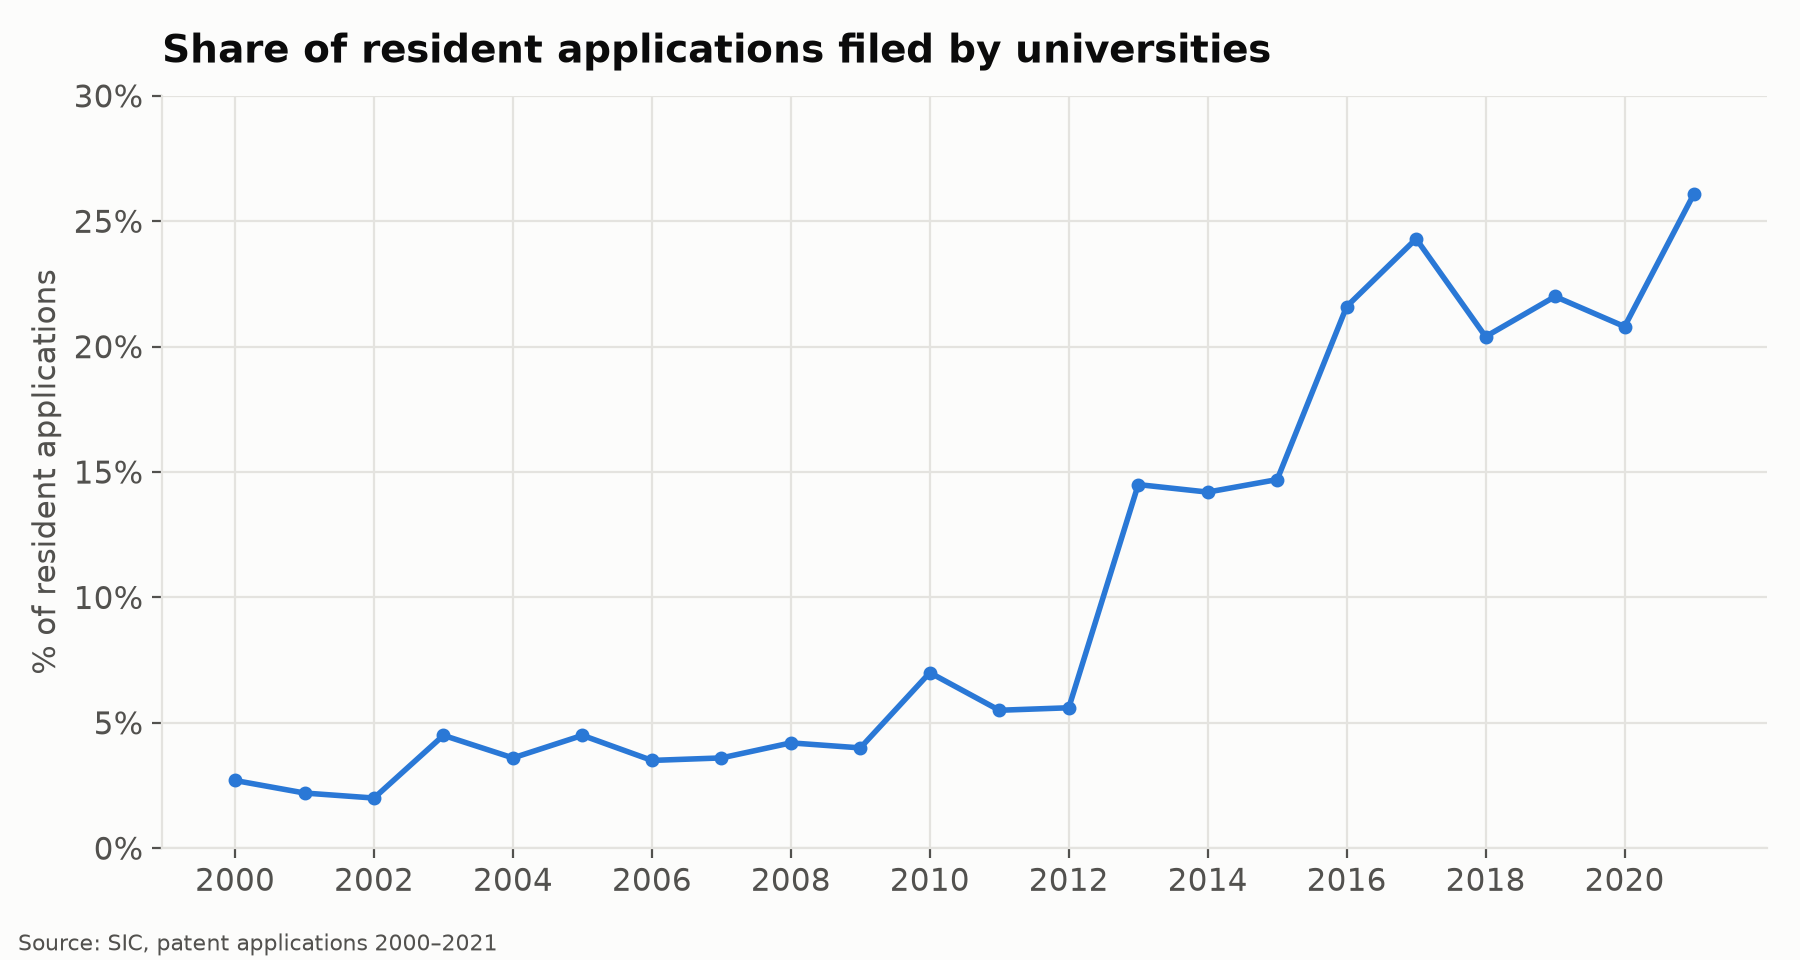 Share of resident applications filed by universities
% of resident applications
30%
25%
20%
15%
10%
5%
0%
2000 2002 2004 2006 2008 2010 2012 2014 2016 2018 2020
Source: SIC, patent applications 2000–2021